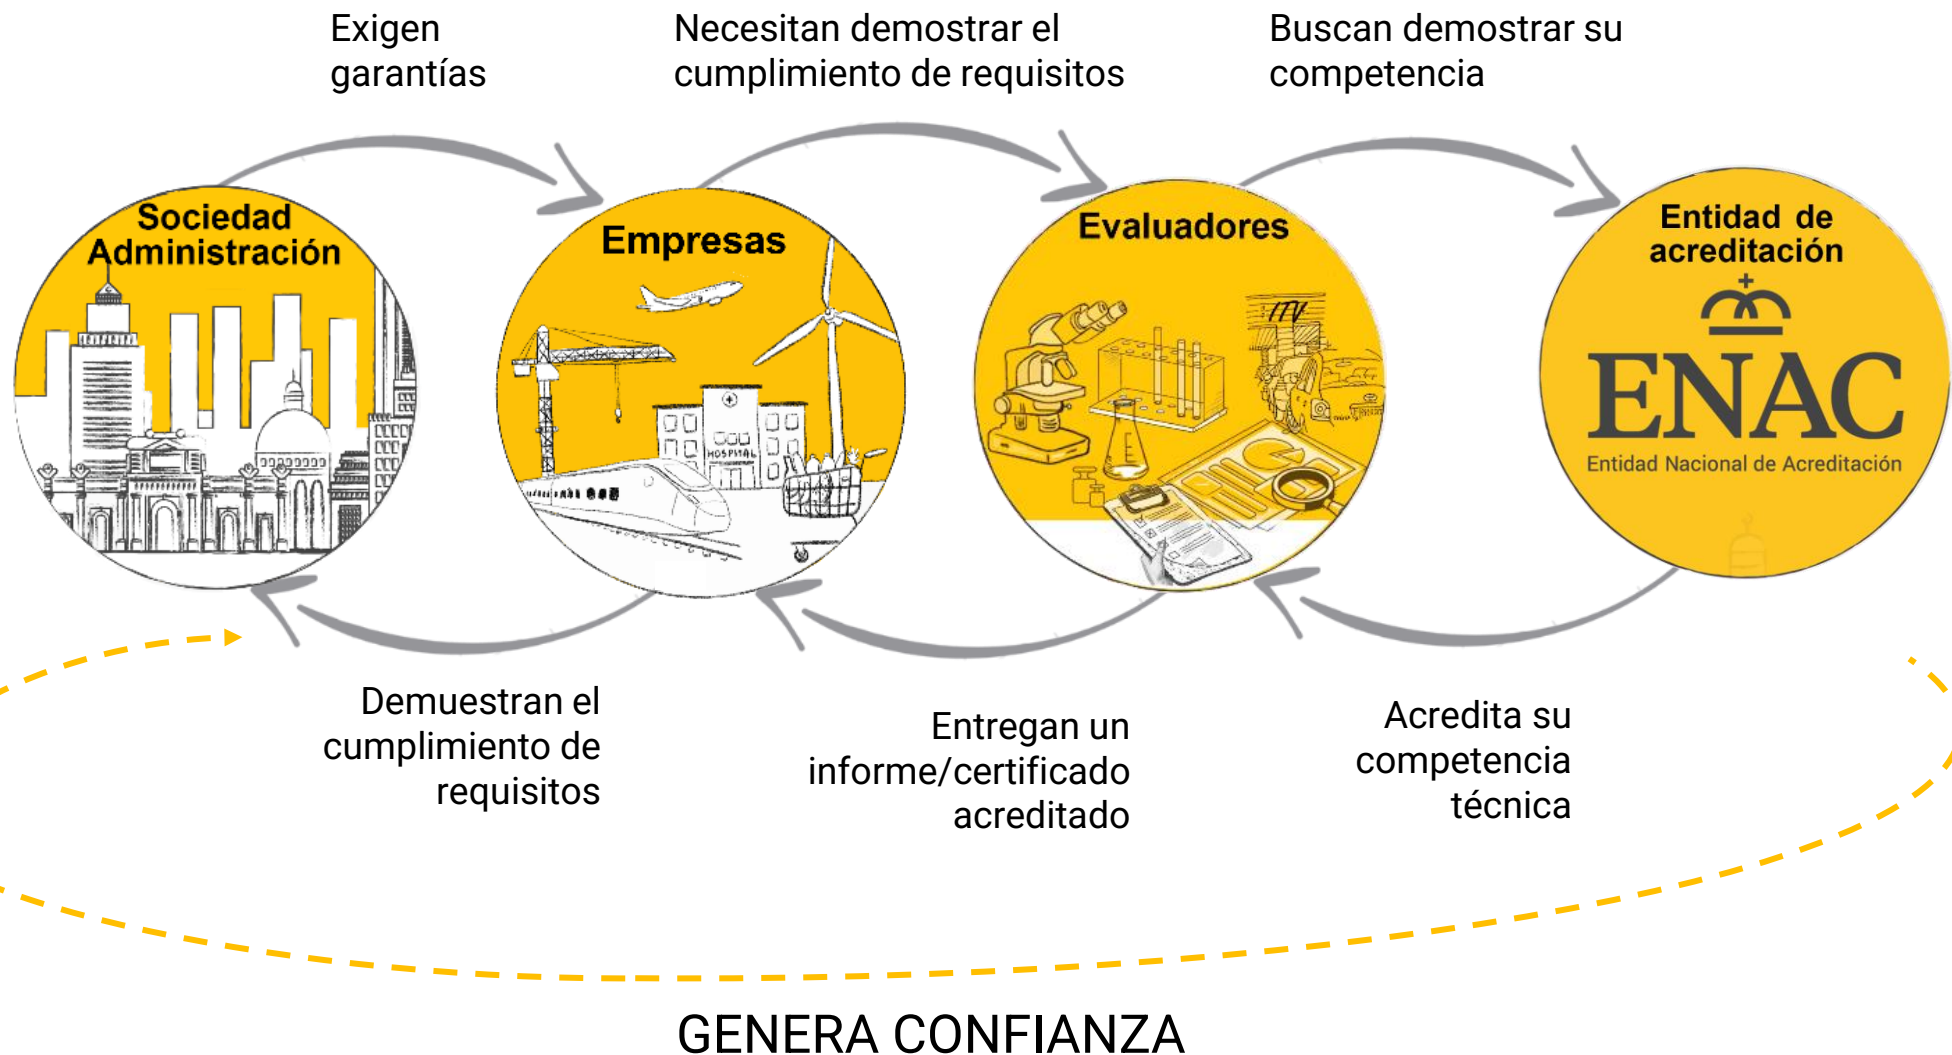 Exigen
garantías
Necesitan demostrar el
cumplimiento de requisitos
Buscan demostrar su
competencia
Sociedad
Administración
Empresas
HOSPITAL
Evaluadores
ITV
Entidad de
acreditación
ENAC
Entidad Nacional de Acreditación
Demuestran el
cumplimiento de
requisitos
Entregan un
informe/certificado
acreditado
Acredita su
competencia
técnica
GENERA CONFIANZA